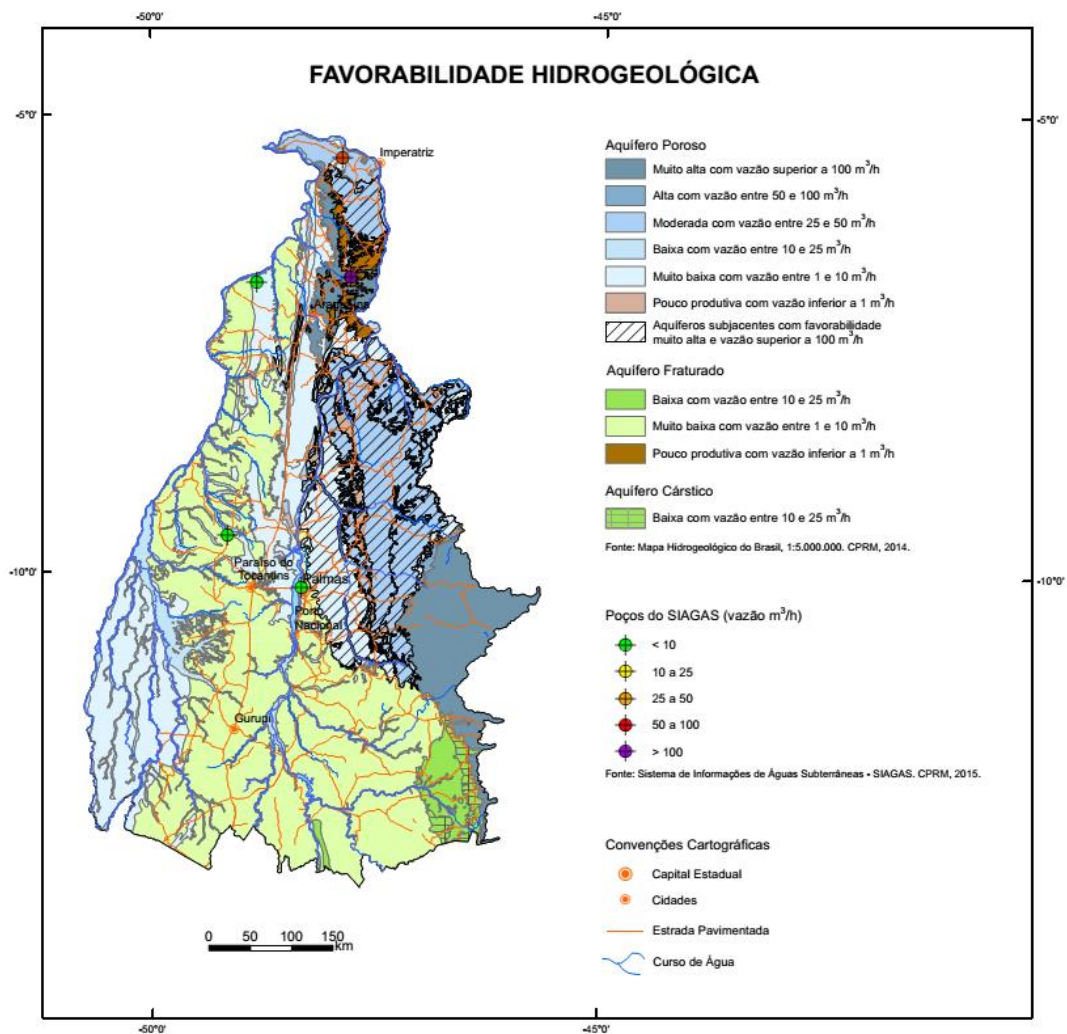 -50°0'
-45°0'
FAVORABILIDADE HIDROGEOLÓGICA
-5°0'
-5°0'
Imperatriz
Araguaína
Paraíso do
Tocantins
Palmas
Porto
Nacional
Gurupi
-10°0'
-10°0'
Aquífero Poroso
Muito alta com vazão superior a 100 m³/h
Alta com vazão entre 50 e 100 m³/h
Moderada com vazão entre 25 e 50 m³/h
Baixa com vazão entre 10 e 25 m³/h
Muito baixa com vazão entre 1 e 10 m³/h
Pouco produtiva com vazão inferior a 1 m³/h
Aquíferos subjacentes com favorabilidade
muito alta e vazão superior a 100 m³/h
Aquífero Fraturado
Baixa com vazão entre 10 e 25 m³/h
Muito baixa com vazão entre 1 e 10 m³/h
Pouco produtiva com vazão inferior a 1 m³/h
Aquífero Cárstico
Baixa com vazão entre 10 e 25 m³/h
Fonte: Mapa Hidrogeológico do Brasil, 1:5.000.000. CPRM, 2014.
Poços do SIAGAS (vazão m³/h)
< 10
10 a 25
25 a 50
50 a 100
> 100
Fonte: Sistema de Informações de Águas Subterrâneas - SIAGAS. CPRM, 2015.
Convenções Cartográficas
Capital Estadual
Cidades
Estrada Pavimentada
Curso de Água
0 50 100 150
km
-50°0'
-45°0'